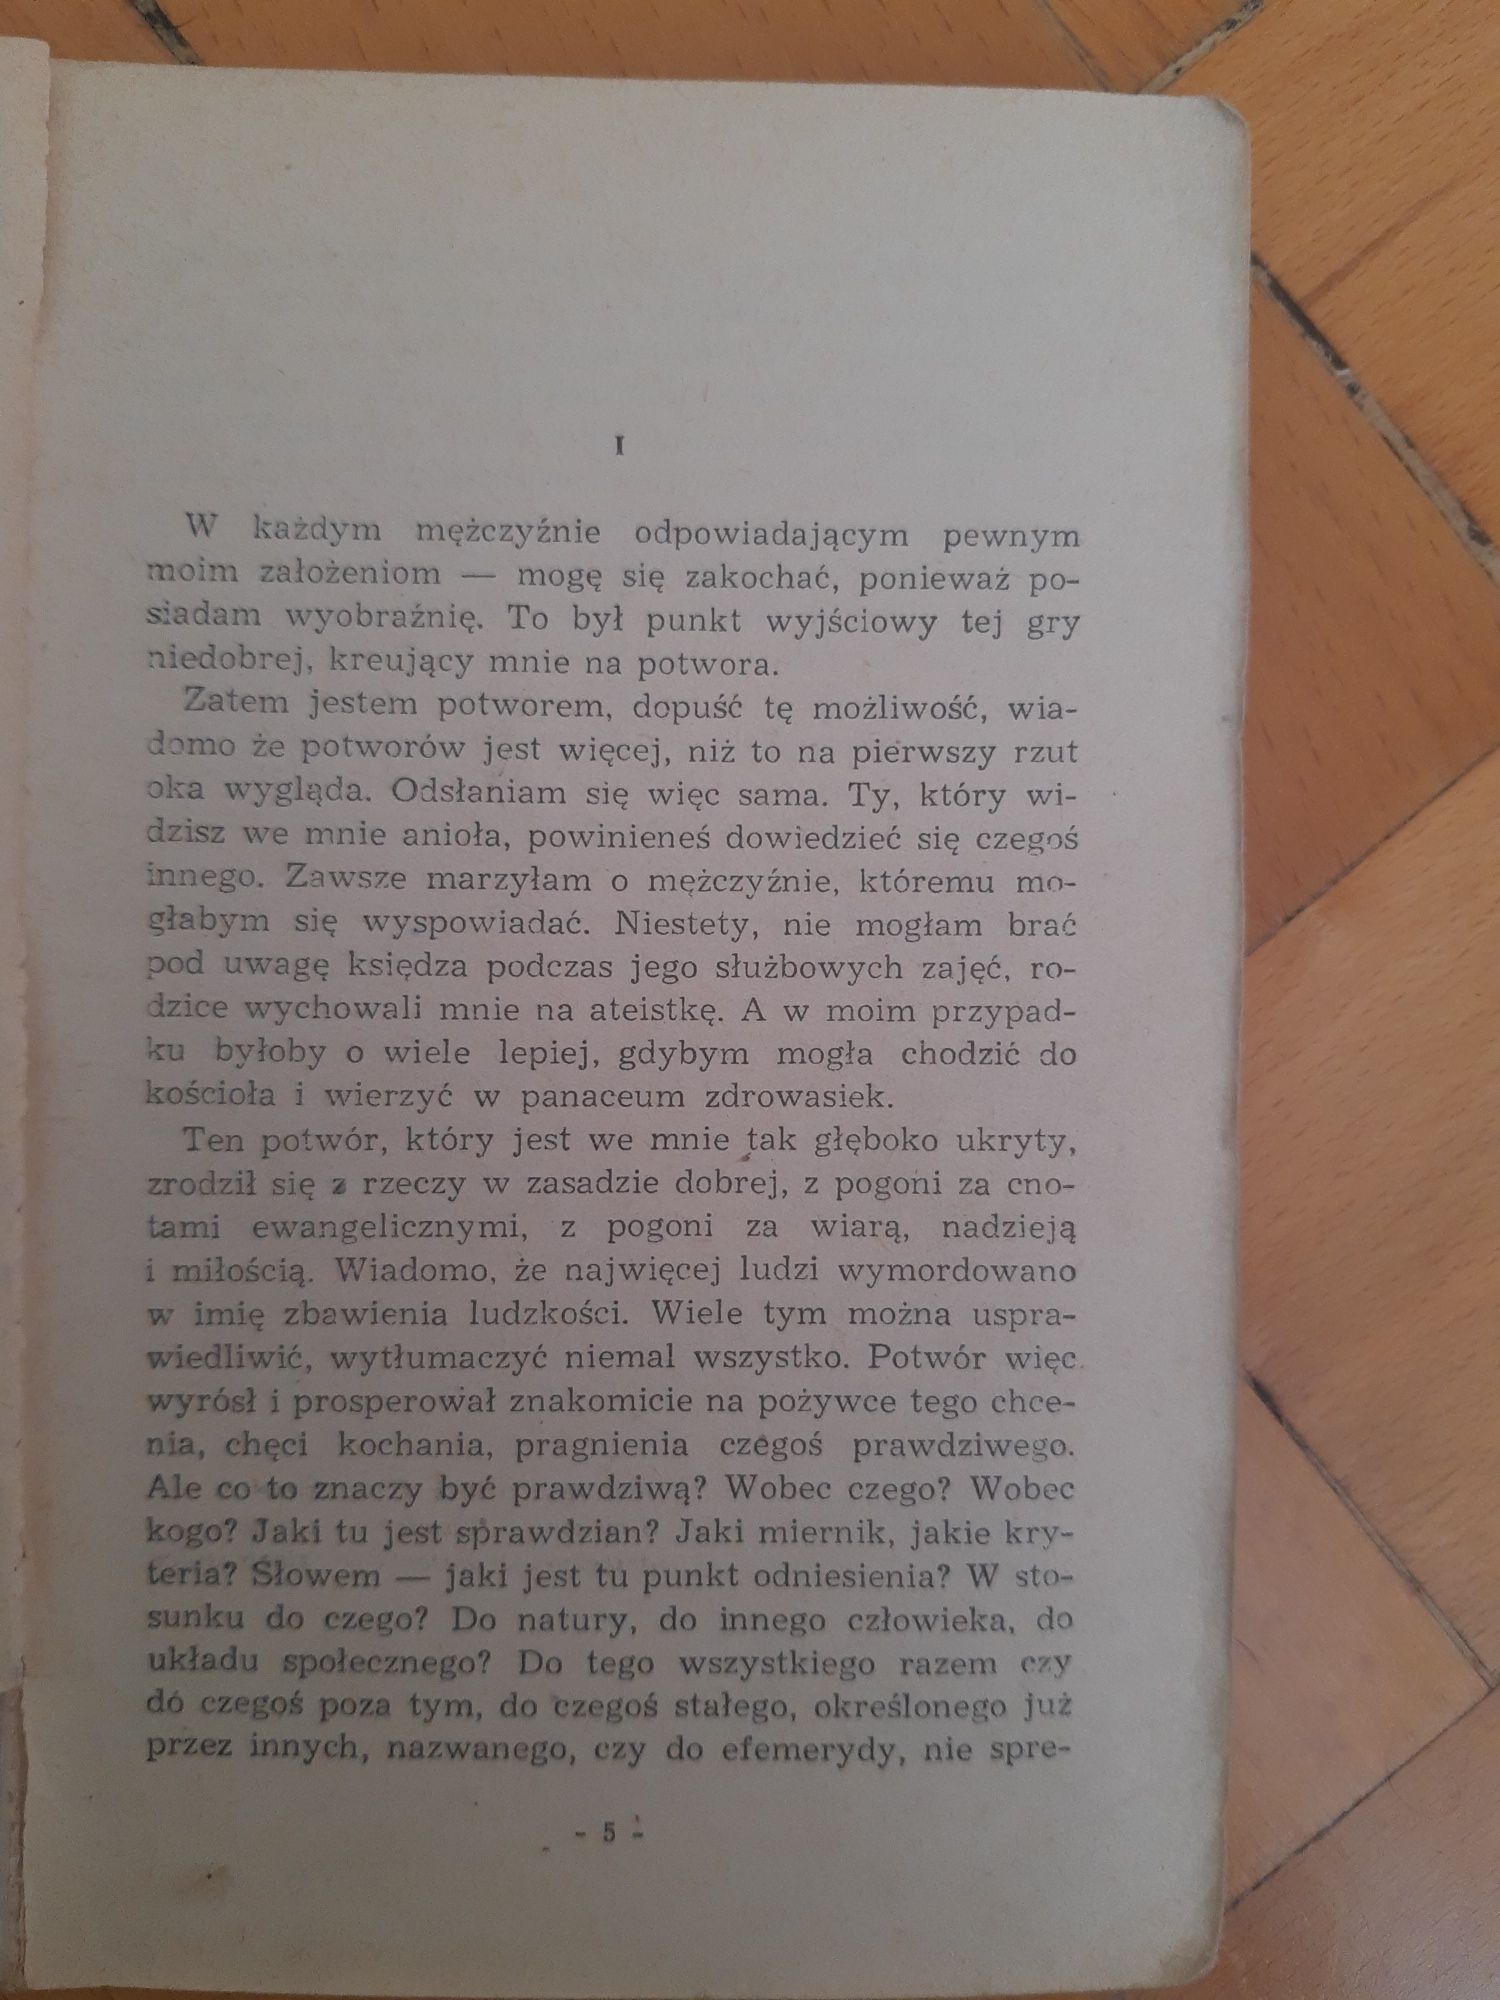 I
W każdym mężczyźnie odpowiadającym pewnym
moim założeniom — mogę się zakochać, ponieważ po-
siadam wyobraźnię. To był punkt wyjściowy tej gry
niedobrej, kreujący mnie na potwora.
Zatem jestem potworem, dopuść tę możliwość, wia-
domo że potworów jest więcej, niż to na pierwszy rzut
oka wygląda. Odsłaniam się więc sama. Ty, który wi-
dzisz we mnie anioła, powinieneś dowiedzieć się czegoś
innego. Zawsze marzyłam o mężczyźnie, któremu mo-
głabym się wyspowiadać. Niestety, nie mogłam brać
pod uwagę księdza podczas jego służbowych zajęć, ro-
dzice wychowali mnie na ateistkę. A w moim przypad-
ku byłoby o wiele lepiej, gdybym mogła chodzić do
kościoła i wierzyć w panaceum zdrowasiek.
Ten potwór, który jest we mnie tak głęboko ukryty,
zrodził się z rzeczy w zasadzie dobrej, z pogoni za cno-
tami ewangelicznymi, z pogoni za wiarą, nadzieją
i miłością. Wiadomo, że najwięcej ludzi wymordowano
w imię zbawienia ludzkości. Wiele tym można uspra-
wiedliwić, wytłumaczyć niemal wszystko. Potwór więc
wyrósł i prosperował znakomicie na pożywce tego chce-
nia, chęci kochania, pragnienia czegoś prawdziwego.
Ale co to znaczy być prawdziwą? Wobec czego? Wobec
kogo? Jaki tu jest sprawdzian? Jaki miernik, jakie kry-
teria? Słowem — jaki jest tu punkt odniesienia? W sto-
sunku do czego? Do natury, do innego człowieka, do
układu społecznego? Do tego wszystkiego razem czy
do czegoś poza tym, do czegoś stałego, określonego już
przez innych, nazwanego, czy do efemerydy, nie spre-
- 5 -